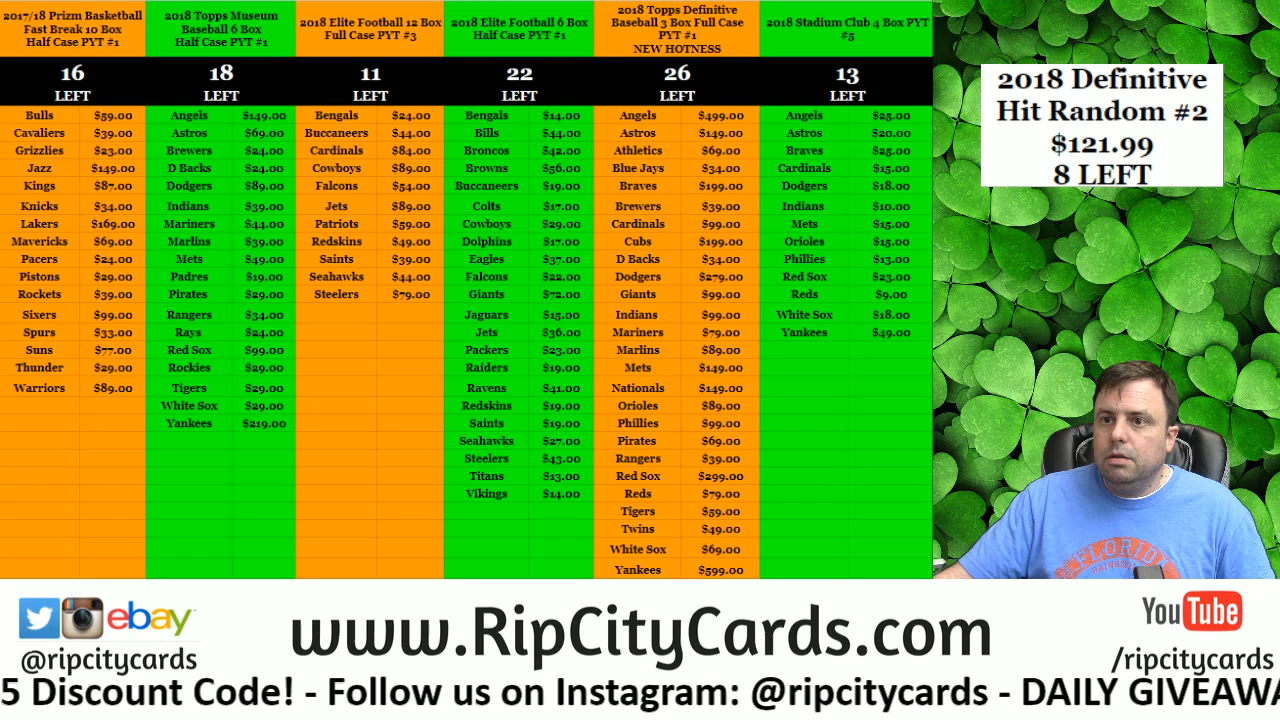 2017/18 Prizm Basketball
Fast Break 10 Box
Half Case PYT #1
16
LEFT
Bulls $59.00
Cavaliers $39.00
Grizzlies $23.00
Jazz $149.00
Kings $87.00
Knicks $34.00
Lakers $169.00
Mavericks $69.00
Pacers $24.00
Pistons $29.00
Rockets $39.00
Sixers $99.00
Spurs $33.00
Suns $77.00
Thunder $29.00
Warriors $89.00
2018 Topps Museum
Baseball 6 Box
Half Case PYT #1
18
LEFT
Angels $149.00
Astros $69.00
Brewers $24.00
D Backs $24.00
Dodgers $89.00
Indians $39.00
Mariners $44.00
Marlins $39.00
Mets $49.00
Padres $19.00
Pirates $29.00
Rangers $34.00
Rays $24.00
Red Sox $99.00
Rockies $29.00
Tigers $29.00
White Sox $29.00
Yankees $219.00
2018 Elite Football 12 Box
Full Case PYT #3
11
LEFT
Bengals $24.00
Buccaneers $44.00
Cardinals $84.00
Cowboys $89.00
Falcons $54.00
Jets $89.00
Patriots $59.00
Redskins $49.00
Saints $39.00
Seahawks $44.00
Steelers $79.00
2018 Elite Football 6 Box
Half Case PYT #1
22
LEFT
Bengals $14.00
Bills $44.00
Broncos $42.00
Browns $56.00
Buccaneers $19.00
Colts $17.00
Cowboys $29.00
Dolphins $17.00
Eagles $37.00
Falcons $22.00
Giants $72.00
Jaguars $15.00
Jets $36.00
Packers $23.00
Raiders $19.00
Ravens $41.00
Redskins $19.00
Saints $19.00
Seahawks $27.00
Steelers $43.00
Titans $13.00
Vikings $14.00
2018 Topps Definitive
Baseball 3 Box Full Case
PYT #1
NEW HOTNESS
26
LEFT
Angels $499.00
Astros $149.00
Athletics $69.00
Blue Jays $34.00
Braves $199.00
Brewers $39.00
Cardinals $99.00
Cubs $199.00
D Backs $34.00
Dodgers $279.00
Giants $99.00
Indians $99.00
Mariners $79.00
Marlins $89.00
Mets $149.00
Nationals $149.00
Orioles $89.00
Phillies $99.00
Pirates $69.00
Rangers $39.00
Red Sox $299.00
Reds $79.00
Tigers $59.00
Twins $49.00
White Sox $69.00
Yankees $599.00
2018 Stadium Club 4 Box PYT
#5
13
LEFT
Angels $25.00
Astros $20.00
Braves $25.00
Cardinals $15.00
Dodgers $18.00
Indians $10.00
Mets $15.00
Orioles $15.00
Phillies $13.00
Red Sox $23.00
Reds $9.00
White Sox $18.00
Yankees $49.00
2018 Definitive
Hit Random #2
$121.99
8 LEFT
FLORID
ebay
@ripcitycards
www.RipCityCards.com
YouTube
/ripcitycards
5 Discount Code! - Follow us on Instagram: @ripcitycards - DAILY GIVEAWA